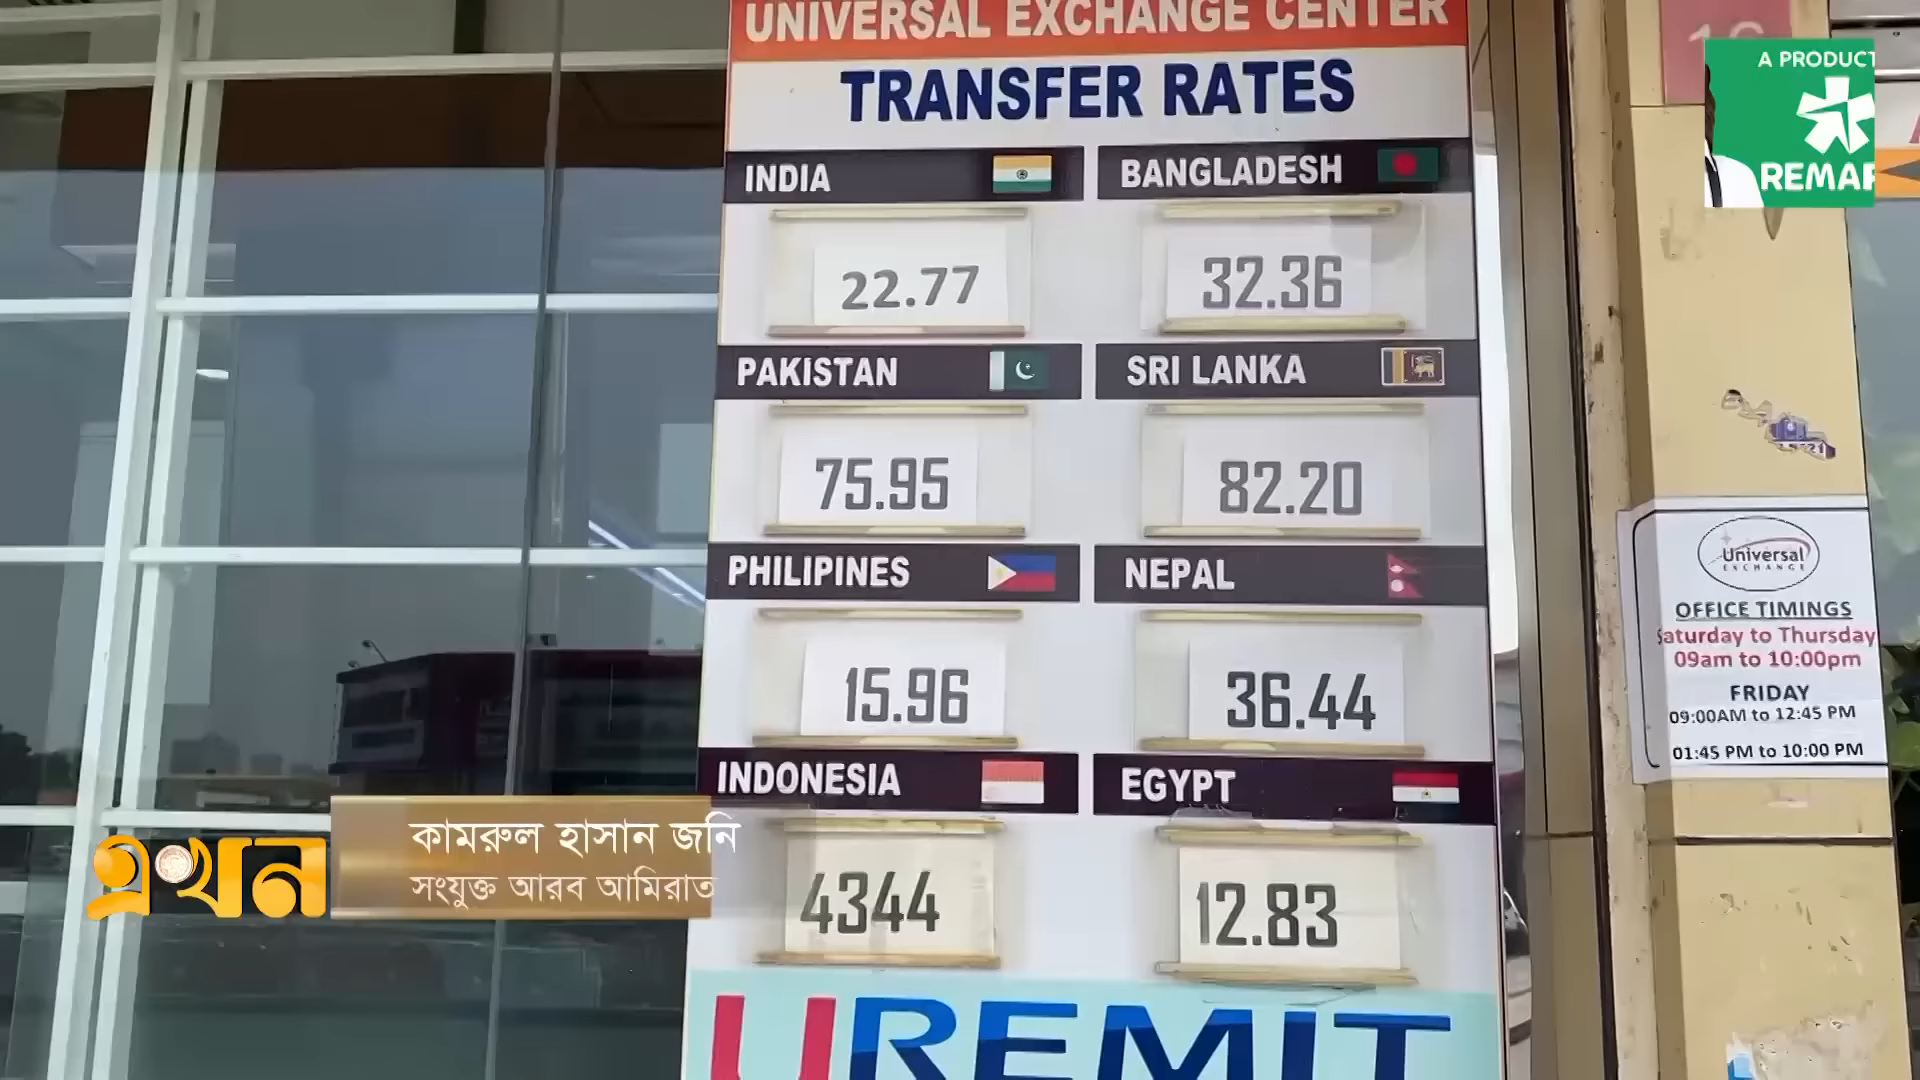 UNIVERSAL EXCHANGE CENTER
TRANSFER RATES
INDIA
BANGLADESH
22.77
32.36
PAKISTAN
SRI LANKA
75.95
82.20
PHILIPINES
NEPAL
15.96
36.44
INDONESIA
EGYPT
4344
12.83
UREMIT
A PRODUCT
REMAR
Universal
EXCHANGE
OFFICE TIMINGS
Saturday to Thursday
09am to 10:00pm
FRIDAY
09:00AM to 12:45 PM
01:45 PM to 10:00 PM
এখন
কামরুল হাসান জনি
সংযুক্ত আরব আমিরাত